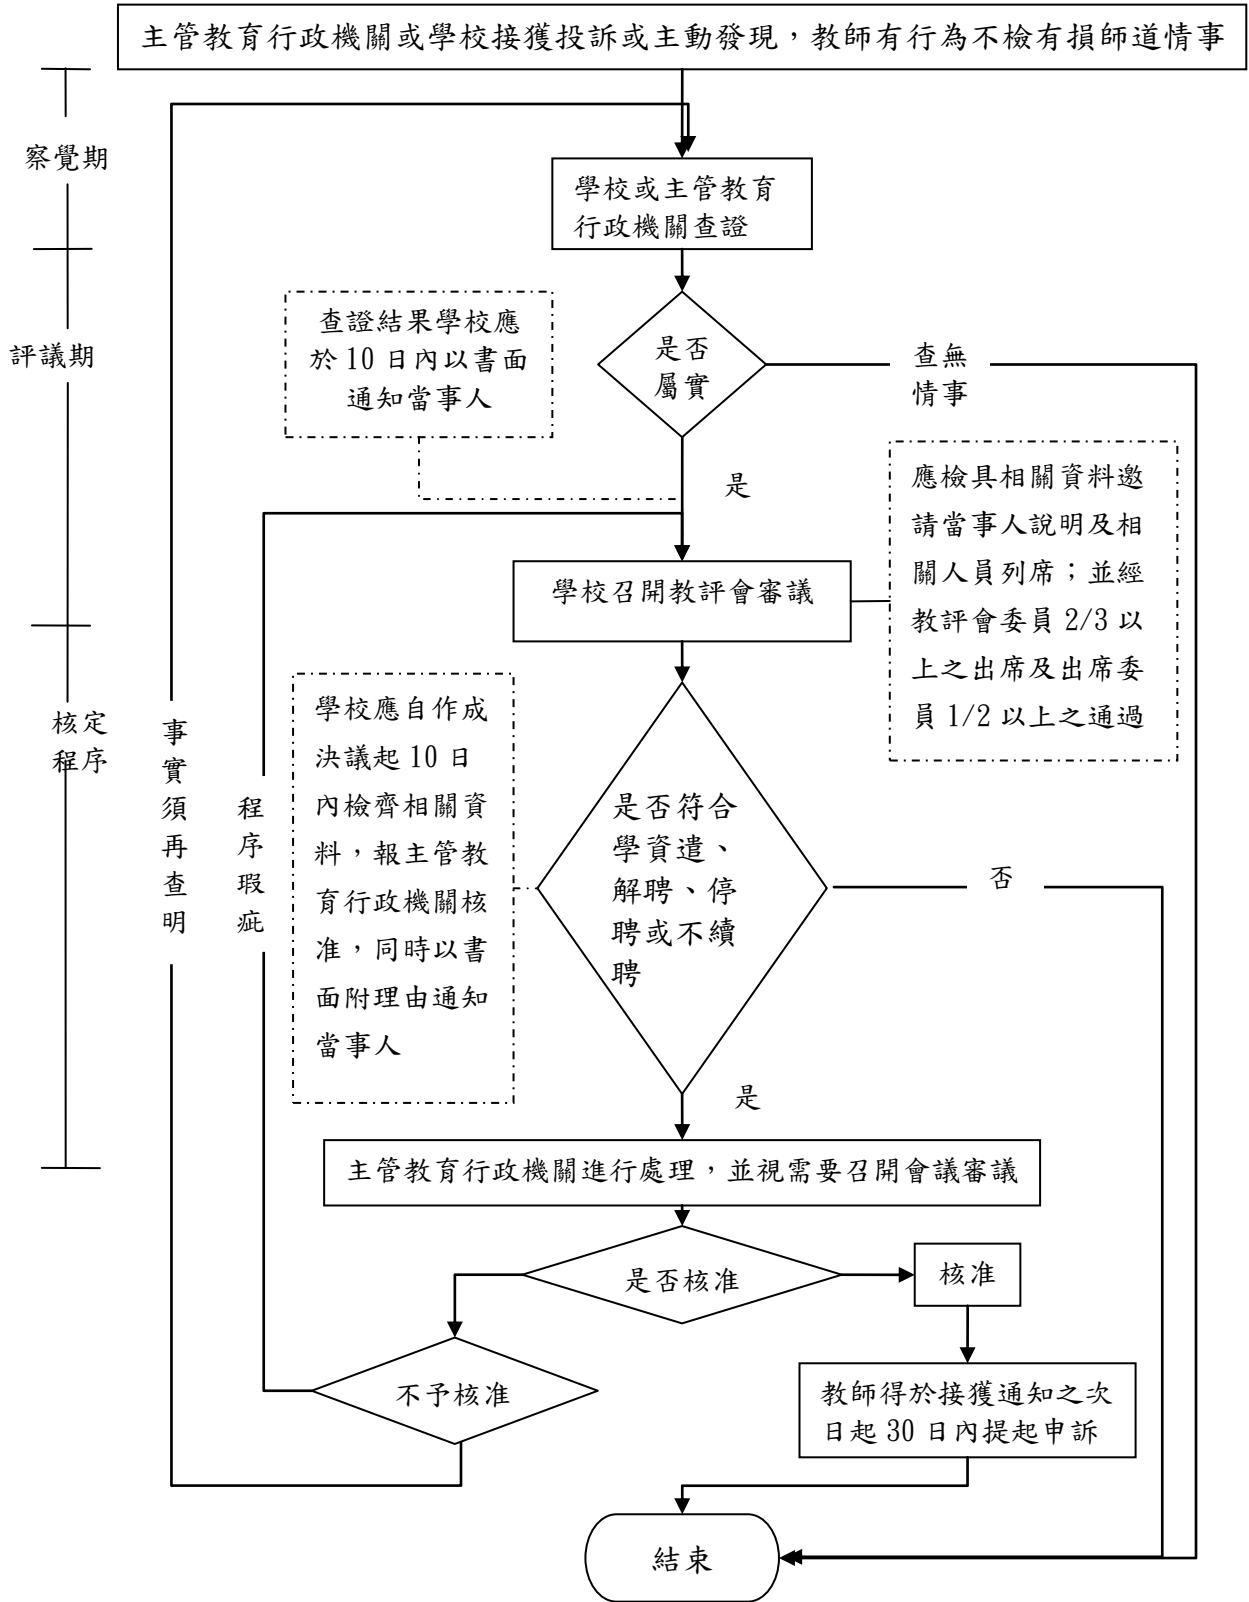 主管教育行政機關或學校接獲投訴或主動發現，教師有行為不檢有損師道情事
察覺期
學校或主管教育
行政機關查證
評議期
查證結果學校應
於 10 日內以書面
通知當事人
是否
屬實
查無
情事
是
應檢具相關資料邀
請當事人說明及相
關人員列席；並經
教評會委員 2/3 以
上之出席及出席委
員 1/2 以上之通過
學校召開教評會審議
核定
程序
事實須再查明
程序瑕疵
學校應自作成
決議起 10 日
內檢齊相關資
料，報主管教
育行政機關核
准，同時以書
面附理由通知
當事人
是否符合
學資遣、
解聘、停
聘或不續
聘
否
是
主管教育行政機關進行處理，並視需要召開會議審議
是否核准
核准
不予核准
教師得於接獲通知之次
日起 30 日內提起申訴
結束